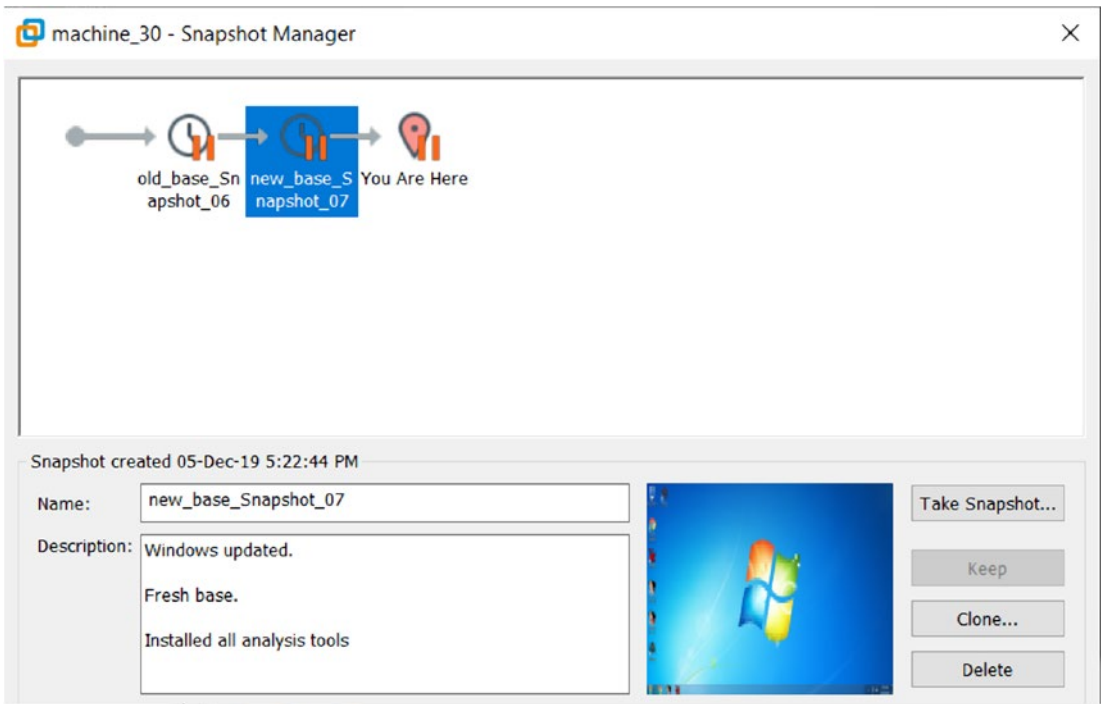 machine_30 - Snapshot Manager
old_base_Sn
apshot_06
new_base_S
napshot_07
You Are Here
Snapshot created 05-Dec-19 5:22:44 PM
Name:
new_base_Snapshot_07
Take Snapshot...
Description:
Windows updated.
Fresh base.
Installed all analysis tools
Keep
Clone...
Delete